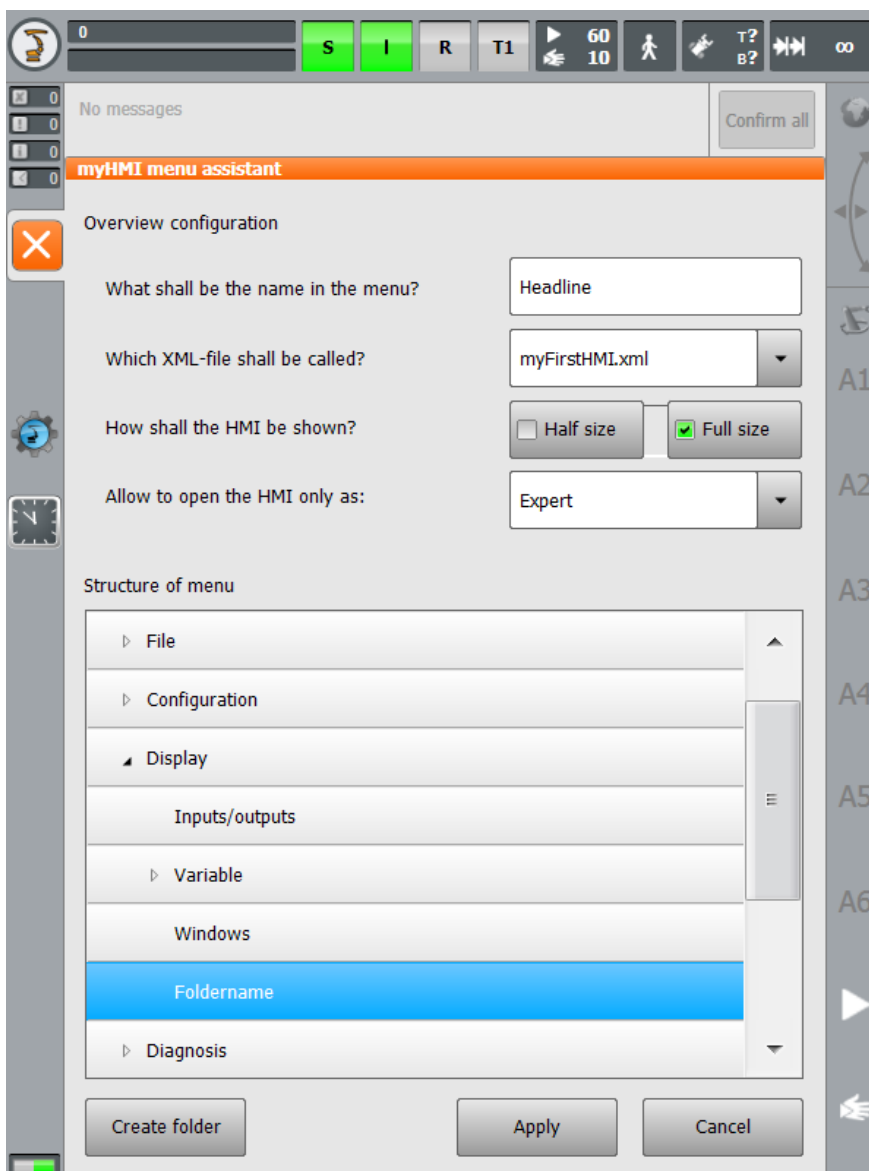 0
S I R T1 60 10 T? B? ∞
0
0
0
0
No messages
Confirm all
myHMI menu assistant
Overview configuration
What shall be the name in the menu? Headline
Which XML-file shall be called? myFirstHMI.xml
How shall the HMI be shown? Half size Full size
Allow to open the HMI only as: Expert
Structure of menu
File
Configuration
Display
Inputs/outputs
Variable
Windows
Foldername
Diagnosis
Create folder Apply Cancel
A1
A2
A3
A4
A5
A6